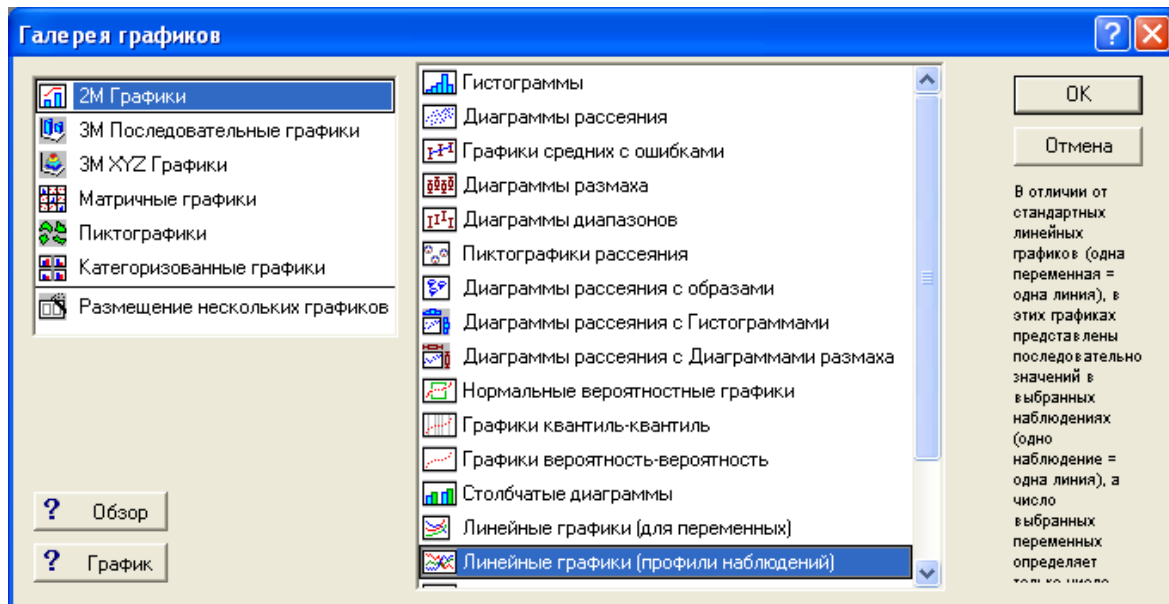 Галерея графиков
2М Графики
3М Последовательные графики
3М XYZ Графики
Матричные графики
Пиктографики
Категоризованные графики
Размещение нескольких графиков
? Обзор
? График
Гистограммы
Диаграммы рассеяния
Графики средних с ошибками
Диаграммы размаха
Диаграммы диапазонов
Пиктографики рассеяния
Диаграммы рассеяния с образами
Диаграммы рассеяния с Гистограммами
Диаграммы рассеяния с Диаграммами размаха
Нормальные вероятностные графики
Графики квантиль-квантиль
Графики вероятность-вероятность
Столбчатые диаграммы
Линейные графики (для переменных)
Линейные графики (профили наблюдений)
OK
Отмена
В отличии от
стандартных
линейных
графиков (одна
переменная =
одна линия), в
этих графиках
представлены
последовательно
значений в
выбранных
наблюдениях
(одно
наблюдение =
одна линия), а
число
выбранных
переменных
определяет
только число